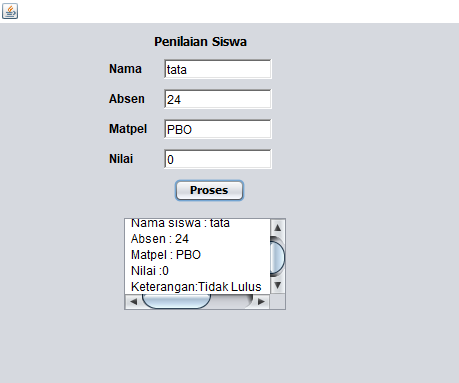 Penilaian Siswa
Nama tata
Absen 24
Matpel PBO
Nilai 0
Proses
Nama siswa : tata
Absen : 24
Matpel : PBO
Nilai :0
Keterangan:Tidak Lulus